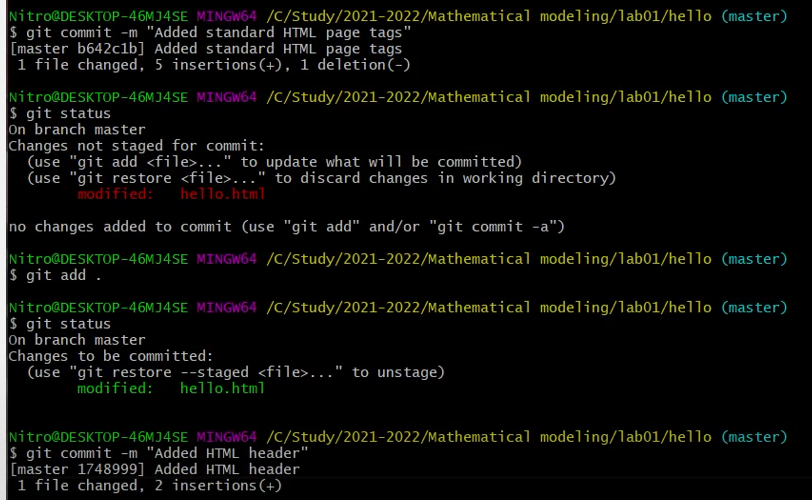 Nitro@DESKTOP-46MJ4SE MINGW64 /C/Study/2021-2022/Mathematical modeling/lab01/hello (master)
$ git commit -m "Added standard HTML page tags"
[master b642c1b] Added standard HTML page tags
 1 file changed, 5 insertions(+), 1 deletion(-)
Nitro@DESKTOP-46MJ4SE MINGW64 /C/Study/2021-2022/Mathematical modeling/lab01/hello (master)
$ git status
On branch master
Changes not staged for commit:
  (use "git add <file>..." to update what will be committed)
  (use "git restore <file>..." to discard changes in working directory)
        modified:   hello.html
no changes added to commit (use "git add" and/or "git commit -a")
Nitro@DESKTOP-46MJ4SE MINGW64 /C/Study/2021-2022/Mathematical modeling/lab01/hello (master)
$ git add .
Nitro@DESKTOP-46MJ4SE MINGW64 /C/Study/2021-2022/Mathematical modeling/lab01/hello (master)
$ git status
On branch master
Changes to be committed:
  (use "git restore --staged <file>..." to unstage)
        modified:   hello.html
Nitro@DESKTOP-46MJ4SE MINGW64 /C/Study/2021-2022/Mathematical modeling/lab01/hello (master)
$ git commit -m "Added HTML header"
[master 1748999] Added HTML header
 1 file changed, 2 insertions(+)